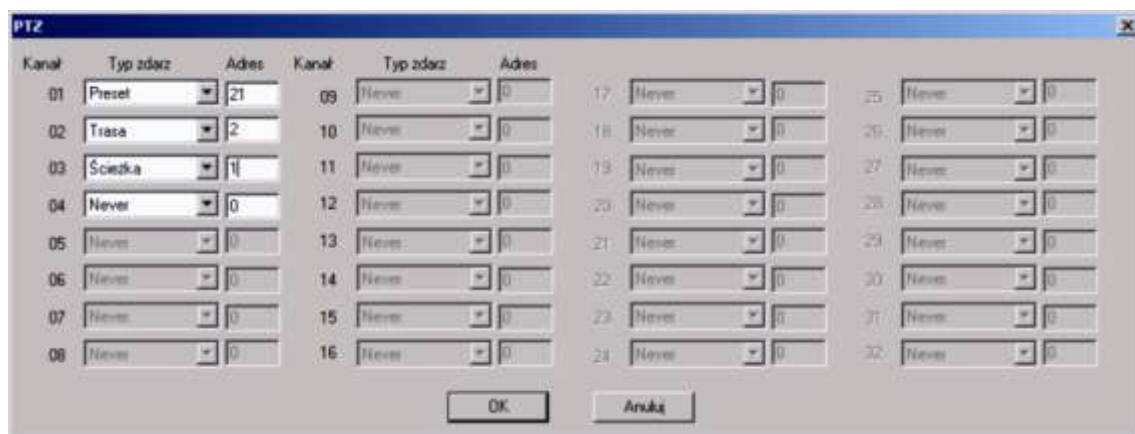 PTZ
Kanał Typ zdarz Adres Kanał Typ zdarz Adres
01 Preset 21 09 Never 0 17 Never 0 25 Never 0
02 Trasa 2 10 Never 0 18 Never 0 26 Never 0
03 Ścieżka 1 11 Never 0 19 Never 0 27 Never 0
04 Never 0 12 Never 0 20 Never 0 28 Never 0
05 Never 0 13 Never 0 21 Never 0 29 Never 0
06 Never 0 14 Never 0 22 Never 0 30 Never 0
07 Never 0 15 Never 0 23 Never 0 31 Never 0
08 Never 0 16 Never 0 24 Never 0 32 Never 0
OK Anuluj